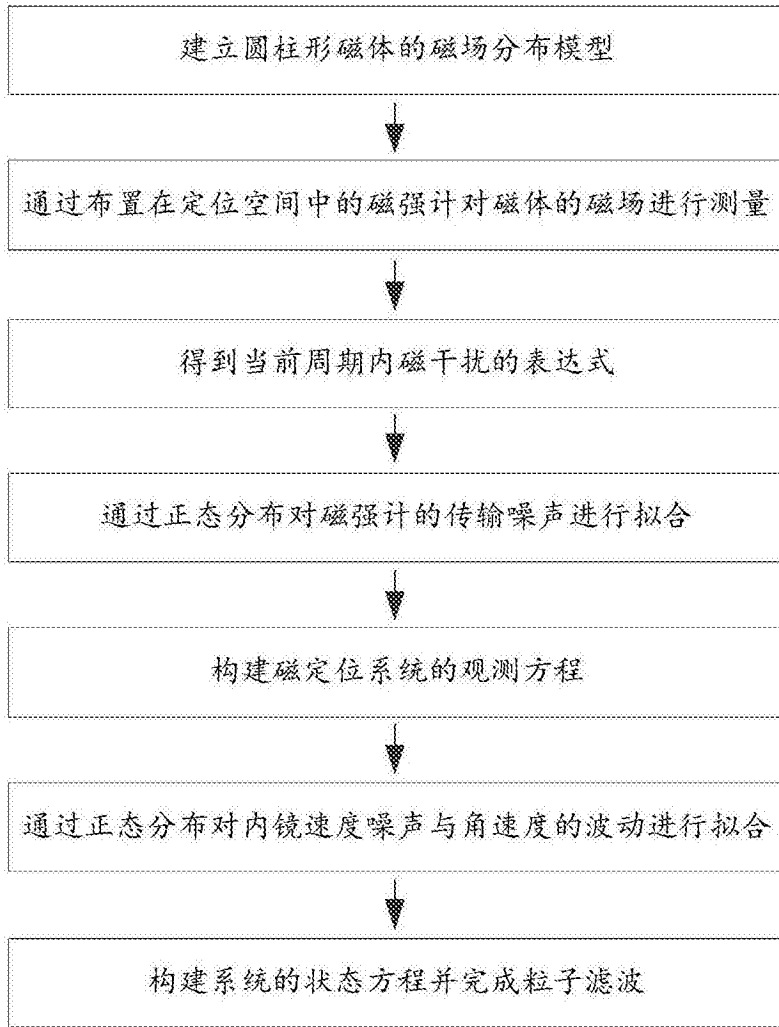 建立圆柱形磁体的磁场分布模型
通过布置在定位空间中的磁强计对磁体的磁场进行测量
得到当前周期内磁干扰的表达式
通过正态分布对磁强计的传输噪声进行拟合
构建磁定位系统的观测方程
通过正态分布对内镜速度噪声与角速度的波动进行拟合
构建系统的状态方程并完成粒子滤波